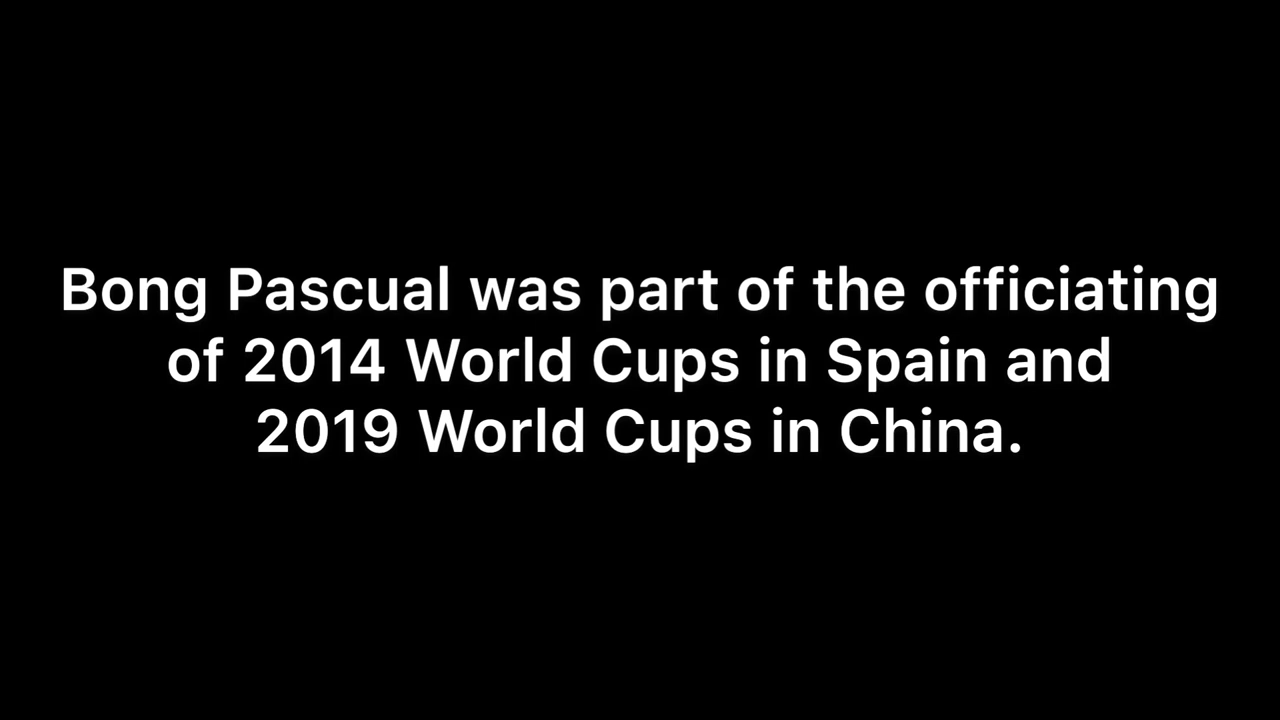 Bong Pascual was part of the officiating
of 2014 World Cups in Spain and
2019 World Cups in China.